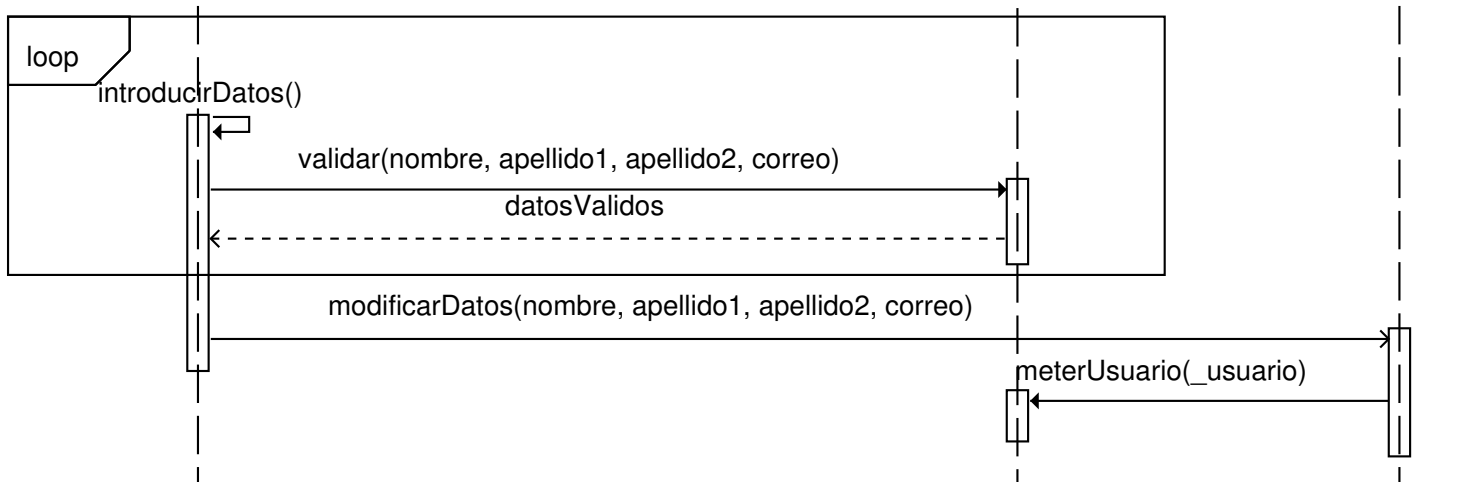 loop
introducirDatos()
validar(nombre, apellido1, apellido2, correo)
datosValidos
modificarDatos(nombre, apellido1, apellido2, correo)
meterUsuario(_usuario)